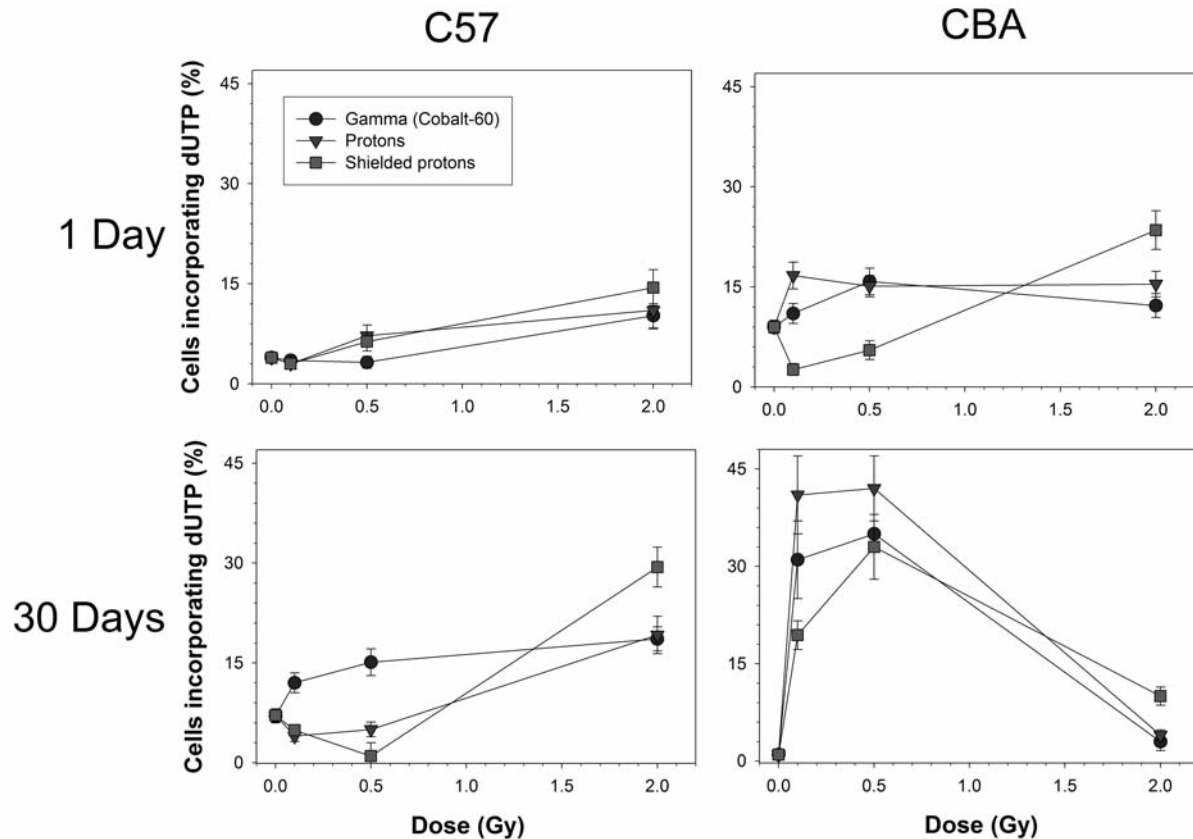 C57
CBA
1 Day
Cells incorporating dUTP (%)
45
30
15
0
Gamma (Cobalt-60)
Protons
Shielded protons
0.0 0.5 1.0 1.5 2.0
45
30
15
0
0.0 0.5 1.0 1.5 2.0
30 Days
Cells incorporating dUTP (%)
45
30
15
0
0.0 0.5 1.0 1.5 2.0
Dose (Gy)
45
30
15
0
0.0 0.5 1.0 1.5 2.0
Dose (Gy)